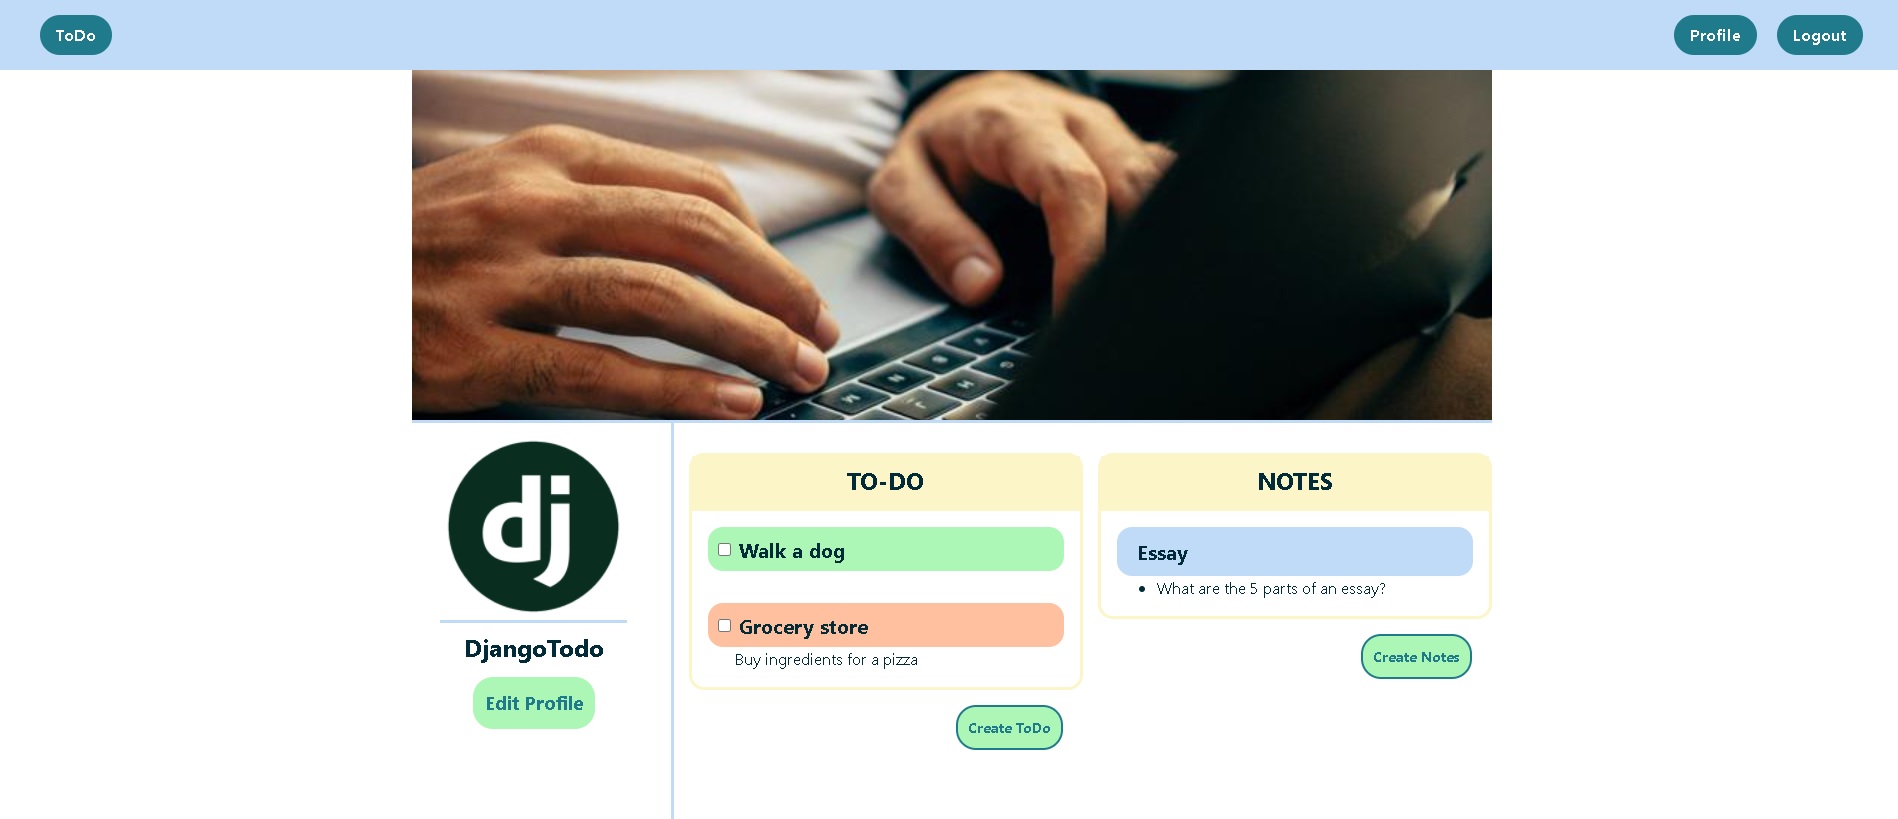 ToDo
Profile
Logout
dj
DjangoTodo
Edit Profile
TO-DO
Walk a dog
Grocery store
Buy ingredients for a pizza
Create ToDo
NOTES
Essay
• What are the 5 parts of an essay?
Create Notes